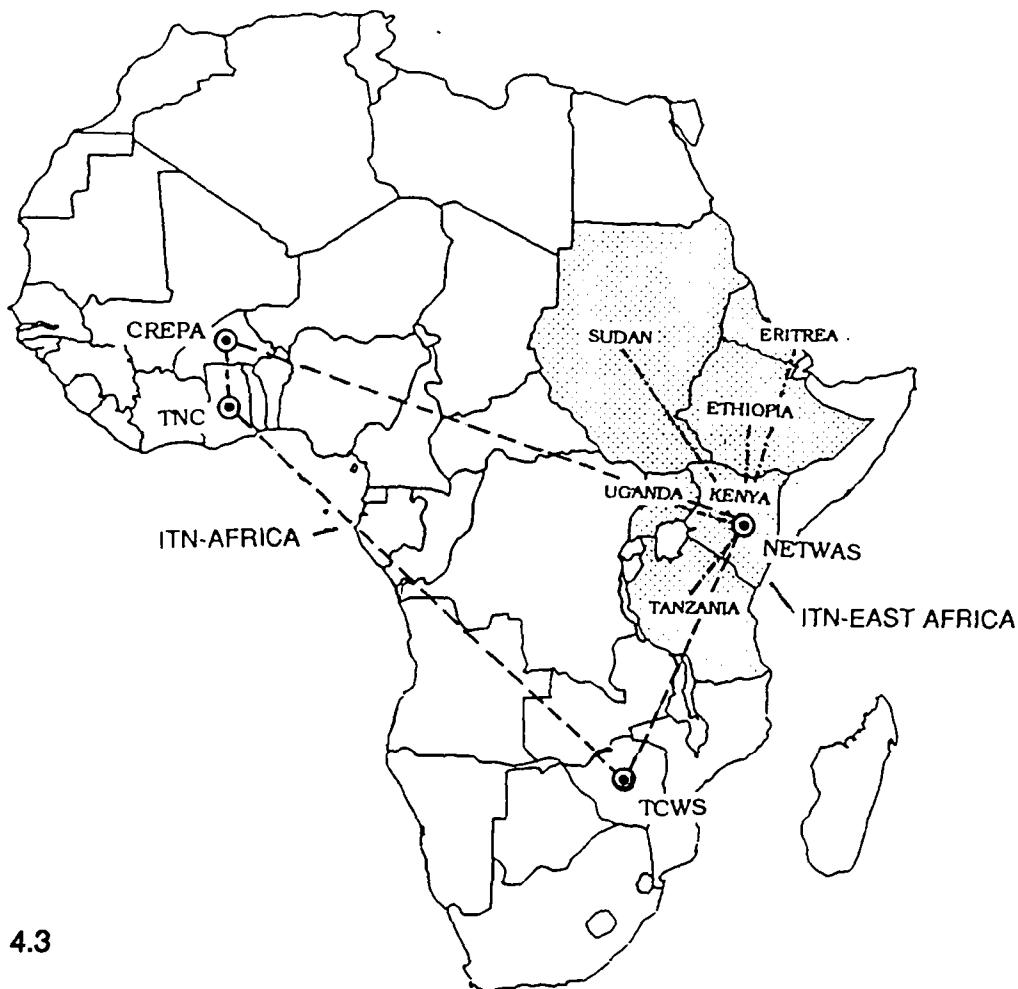 CREPA
SUDAN
ERITREA
TNC
ETHIOPIA
UGANDA
KENYA
ITN-AFRICA
NETWAS
TANZANIA
ITN-EAST AFRICA
TCWS
4.3